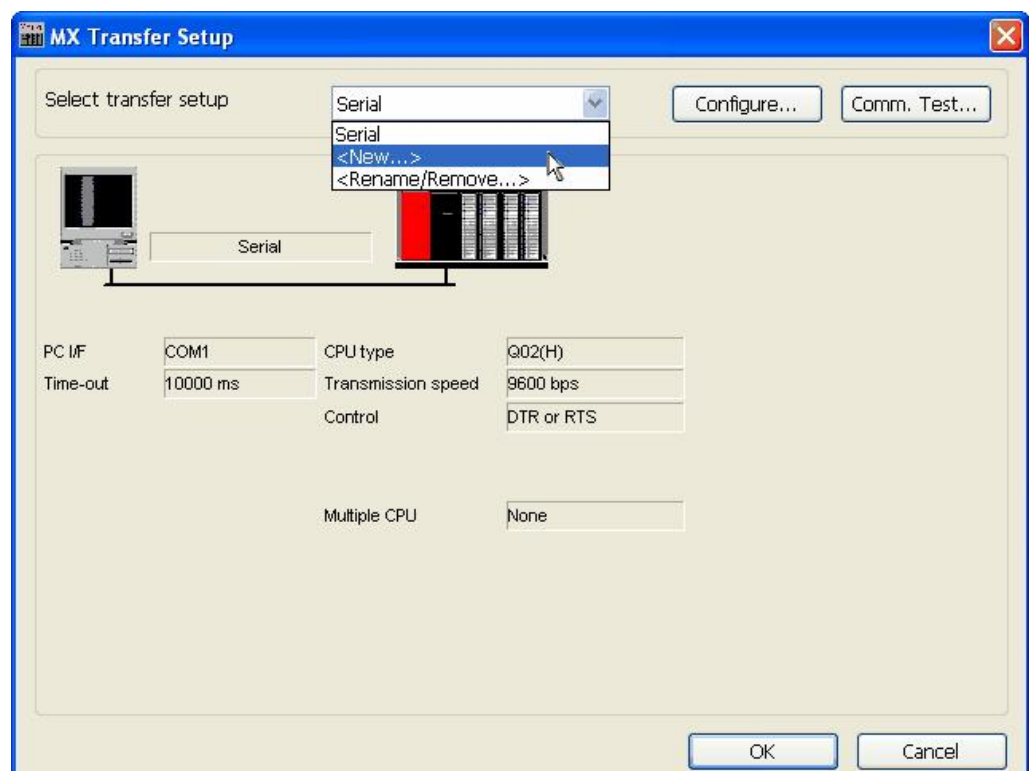 MX Transfer Setup
Select transfer setup
Serial
Configure...
Comm. Test...
Serial
<New...>
<Rename/Remove...>
Serial
PC I/F
COM1
CPU type
Q02(H)
Time-out
10000 ms
Transmission speed
9600 bps
Control
DTR or RTS
Multiple CPU
None
OK
Cancel